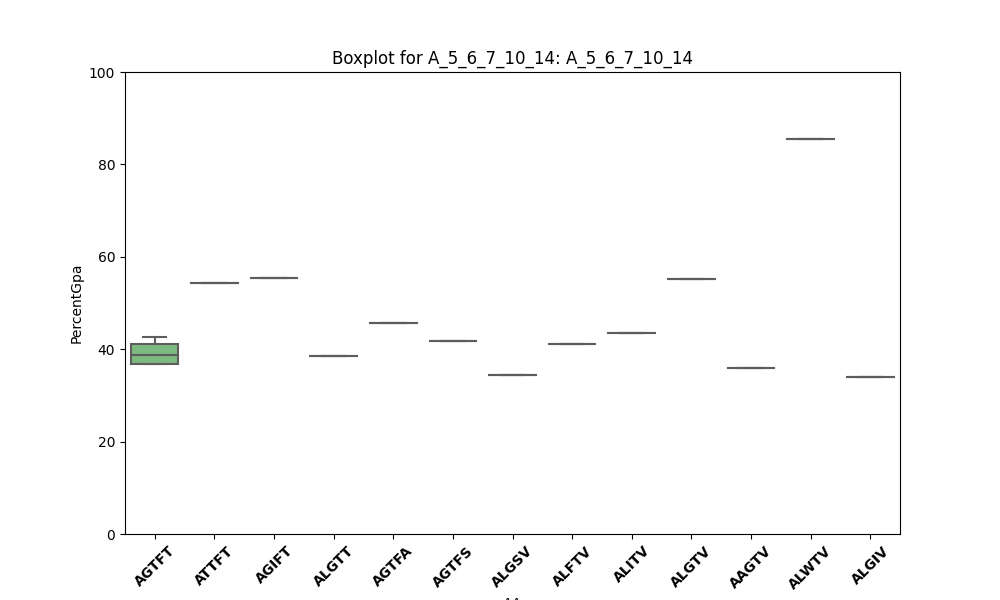 Boxplot for A_5_6_7_10_14: A_5_6_7_10_14
100
80
60
40
20
0
PercentGpa
AGTFT ATTFT AGIFT ALGTT AGTFA AGTFS ALGSV ALFTV ALITV ALGTV AAGTV ALWTV ALGIV